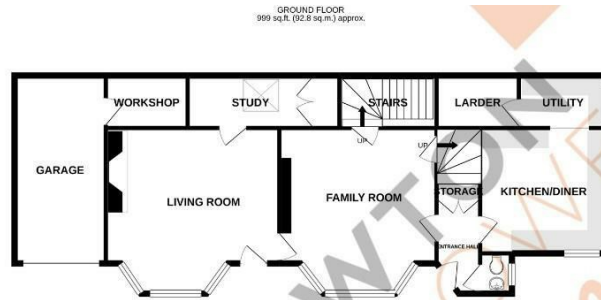 GROUND FLOOR
999 sq.ft. (92.8 sq.m.) approx.
WORKSHOP
STUDY
STAIRS
LARDER
UTILITY
UP
UP
GARAGE
LIVING ROOM
FAMILY ROOM
STORAGE
KITCHEN/DINER
ENTRANCE HALL